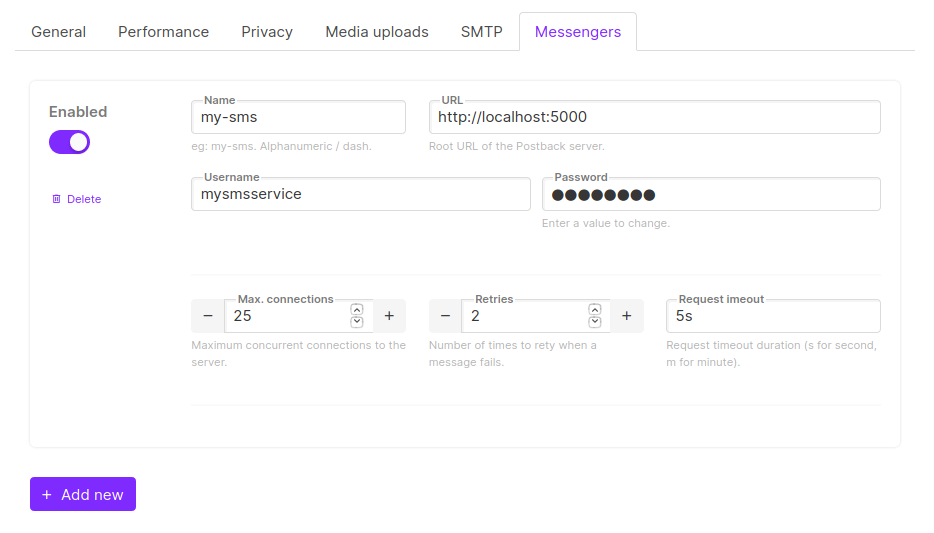 General Performance Privacy Media uploads SMTP Messengers
Enabled
Name
my-sms
eg: my-sms. Alphanumeric / dash.
URL
http://localhost:5000
Root URL of the Postback server.
Delete
Username
mysmsservice
Password
●●●●●●●●
Enter a value to change.
Max. connections
− 25 +
Maximum concurrent connections to the
server.
Retries
− 2 +
Number of times to rety when a
message fails.
Request imeout
5s
Request timeout duration (s for second,
m for minute).
+ Add new